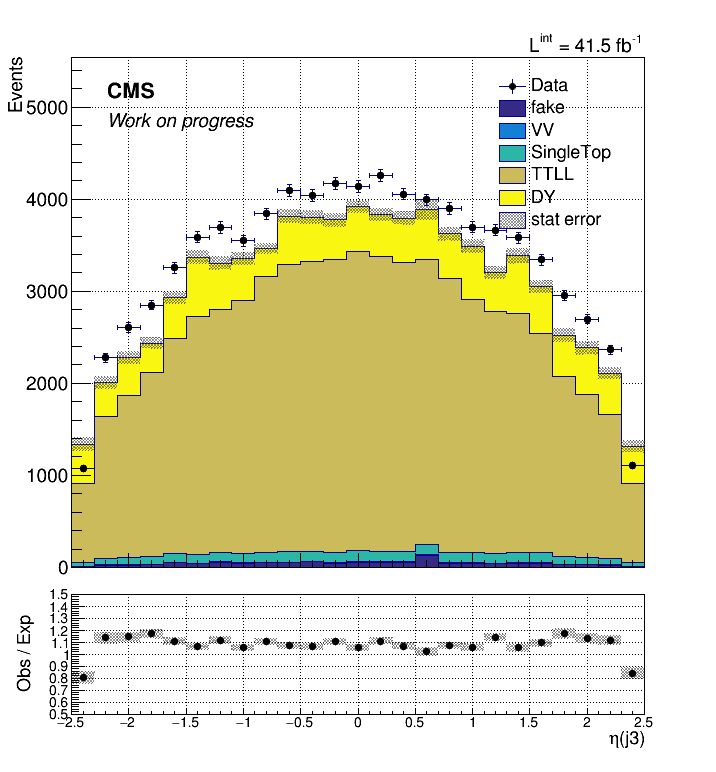 L^int = 41.5 fb^-1
Events
CMS
Work on progress
Data
fake
VV
SingleTop
TTLL
DY
stat error
5000
4000
3000
2000
1000
0
Obs / Exp
1.5
1.4
1.3
1.2
1.1
1
0.9
0.8
0.7
0.6
0.5
−2.5 −2 −1.5 −1 −0.5 0 0.5 1 1.5 2 2.5
η(j3)